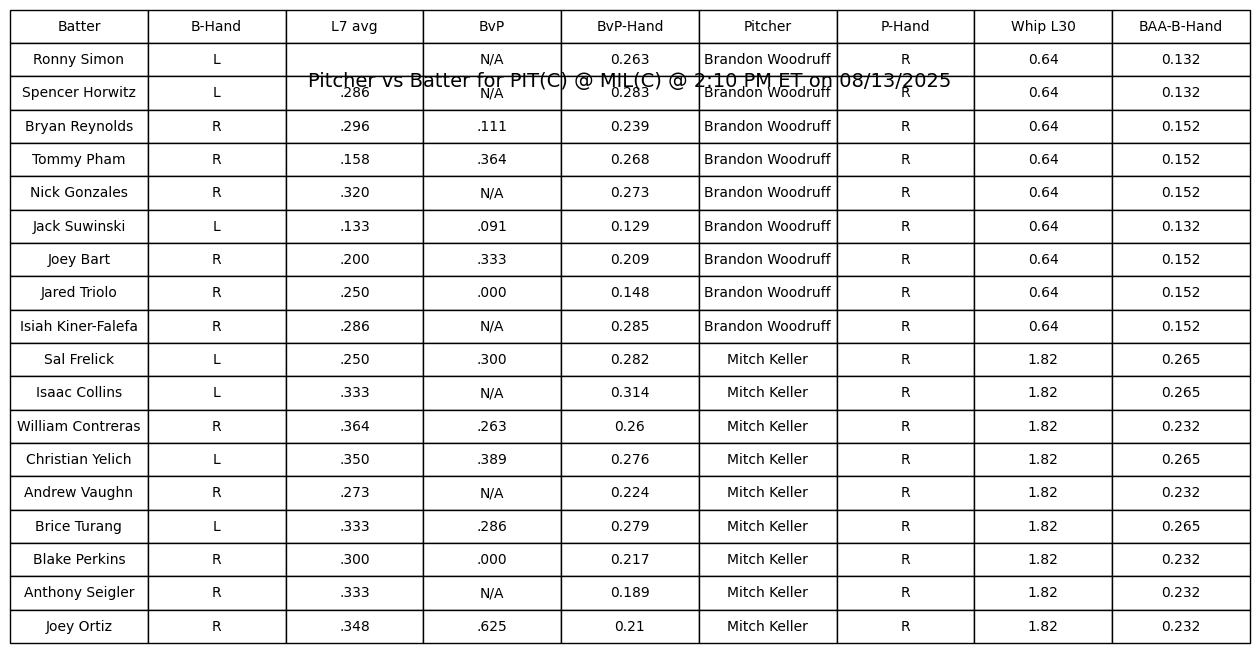 Batter B-Hand L7 avg BvP BvP-Hand Pitcher P-Hand Whip L30 BAA-B-Hand
Ronny Simon L N/A 0.263 Brandon Woodruff R 0.64 0.132
Pitcher vs Batter for PIT(C) @ MIL(C) @ 2:10 PM ET on 08/13/2025
Spencer Horwitz L .286 N/A 0.283 Brandon Woodruff R 0.64 0.132
Bryan Reynolds R .296 .111 0.239 Brandon Woodruff R 0.64 0.152
Tommy Pham R .158 .364 0.268 Brandon Woodruff R 0.64 0.152
Nick Gonzales R .320 N/A 0.273 Brandon Woodruff R 0.64 0.152
Jack Suwinski L .133 .091 0.129 Brandon Woodruff R 0.64 0.132
Joey Bart R .200 .333 0.209 Brandon Woodruff R 0.64 0.152
Jared Triolo R .250 .000 0.148 Brandon Woodruff R 0.64 0.152
Isiah Kiner-Falefa R .286 N/A 0.285 Brandon Woodruff R 0.64 0.152
Sal Frelick L .250 .300 0.282 Mitch Keller R 1.82 0.265
Isaac Collins L .333 N/A 0.314 Mitch Keller R 1.82 0.265
William Contreras R .364 .263 0.26 Mitch Keller R 1.82 0.232
Christian Yelich L .350 .389 0.276 Mitch Keller R 1.82 0.265
Andrew Vaughn R .273 N/A 0.224 Mitch Keller R 1.82 0.232
Brice Turang L .333 .286 0.279 Mitch Keller R 1.82 0.265
Blake Perkins R .300 .000 0.217 Mitch Keller R 1.82 0.232
Anthony Seigler R .333 N/A 0.189 Mitch Keller R 1.82 0.232
Joey Ortiz R .348 .625 0.21 Mitch Keller R 1.82 0.232